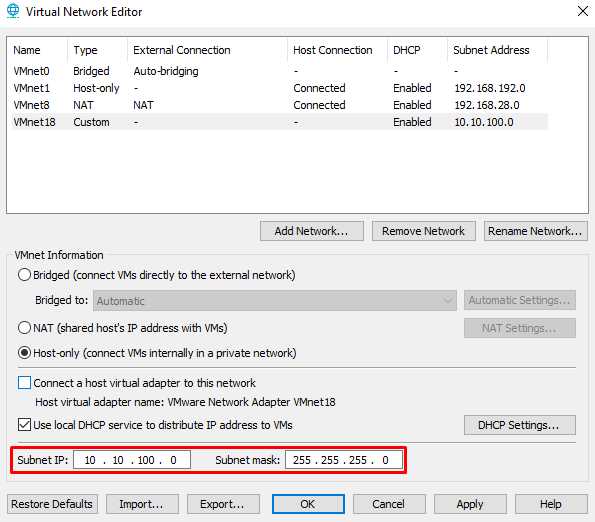 Virtual Network Editor
Name Type External Connection Host Connection DHCP Subnet Address
VMnet0 Bridged Auto-bridging - - -
VMnet1 Host-only - Connected Enabled 192.168.192.0
VMnet8 NAT NAT Connected Enabled 192.168.28.0
VMnet18 Custom - - Enabled 10.10.100.0
Add Network... Remove Network Rename Network...
VMnet Information
Bridged (connect VMs directly to the external network)
Bridged to: Automatic Automatic Settings...
NAT (shared host's IP address with VMs) NAT Settings...
Host-only (connect VMs internally in a private network)
Connect a host virtual adapter to this network
Host virtual adapter name: VMware Network Adapter VMnet18
Use local DHCP service to distribute IP address to VMs DHCP Settings...
Subnet IP: 10 . 10 . 100 . 0 Subnet mask: 255 . 255 . 255 . 0
Restore Defaults Import... Export... OK Cancel Apply Help